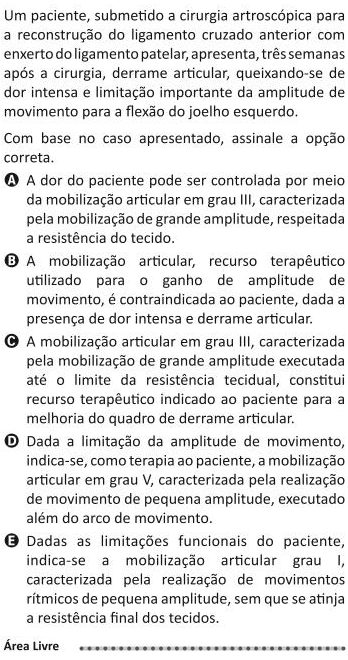 Um paciente, submetido a cirurgia artroscópica para
a reconstrução do ligamento cruzado anterior com
enxerto do ligamento patelar, apresenta, três semanas
após a cirurgia, derrame articular, queixando-se de
dor intensa e limitação importante da amplitude de
movimento para a flexão do joelho esquerdo.
Com base no caso apresentado, assinale a opção
correta.
A A dor do paciente pode ser controlada por meio
da mobilização articular em grau III, caracterizada
pela mobilização de grande amplitude, respeitada
a resistência do tecido.
B A mobilização articular, recurso terapêutico
utilizado para o ganho de amplitude de
movimento, é contraindicada ao paciente, dada a
presença de dor intensa e derrame articular.
C A mobilização articular em grau III, caracterizada
pela mobilização de grande amplitude executada
até o limite da resistência tecidual, constitui
recurso terapêutico indicado ao paciente para a
melhoria do quadro de derrame articular.
D Dada a limitação da amplitude de movimento,
indica-se, como terapia ao paciente, a mobilização
articular em grau V, caracterizada pela realização
de movimento de pequena amplitude, executado
além do arco de movimento.
E Dadas as limitações funcionais do paciente,
indica-se a mobilização articular grau I,
caracterizada pela realização de movimentos
rítmicos de pequena amplitude, sem que se atinja
a resistência final dos tecidos.
Área Livre